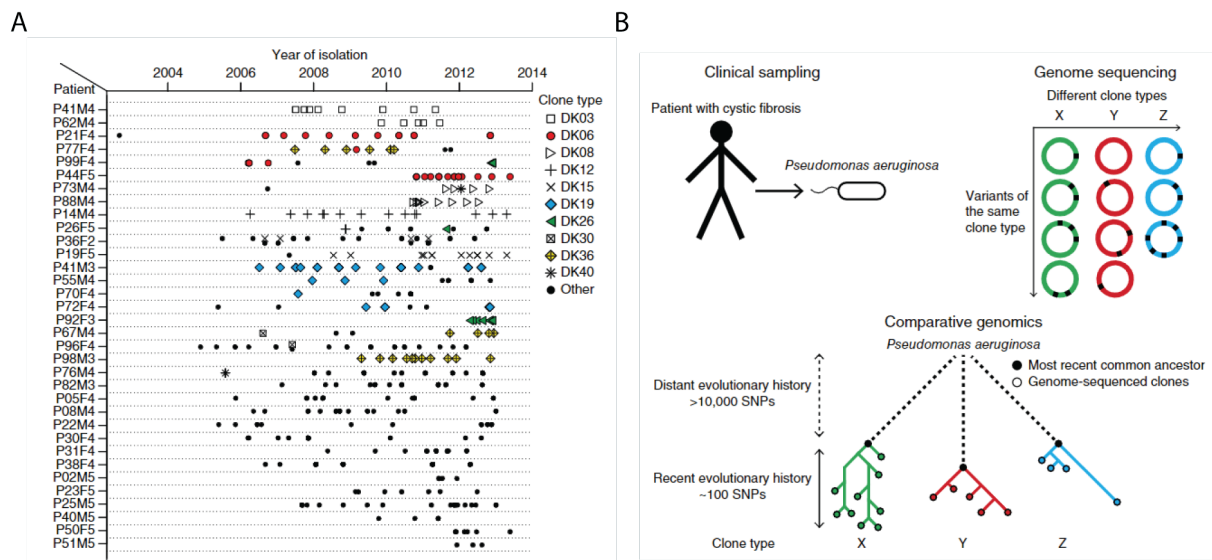 A
Year of isolation
2004 2006 2008 2010 2012 2014
Patient
P41M4
P62M4
P21F4
P77F4
P99F4
P44F5
P73M4
P88M4
P14M4
P26F5
P36F2
P19F5
P41M3
P55M4
P70F4
P72F4
P92F3
P67M4
P96F4
P98M3
P76M4
P82M3
P05F4
P08M4
P22M4
P30F4
P31F4
P38F4
P02M5
P23F5
P25M5
P40M5
P50F5
P51M5
Clone type
DK03
DK06
DK08
DK12
DK15
DK19
DK26
DK30
DK36
DK40
Other
B
Clinical sampling
Patient with cystic fibrosis
Pseudomonas aeruginosa
Genome sequencing
Different clone types
X Y Z
Variants of
the same
clone type
Comparative genomics
Pseudomonas aeruginosa
Most recent common ancestor
Genome-sequenced clones
Distant evolutionary history
>10,000 SNPs
Recent evolutionary history
~100 SNPs
Clone type X Y Z